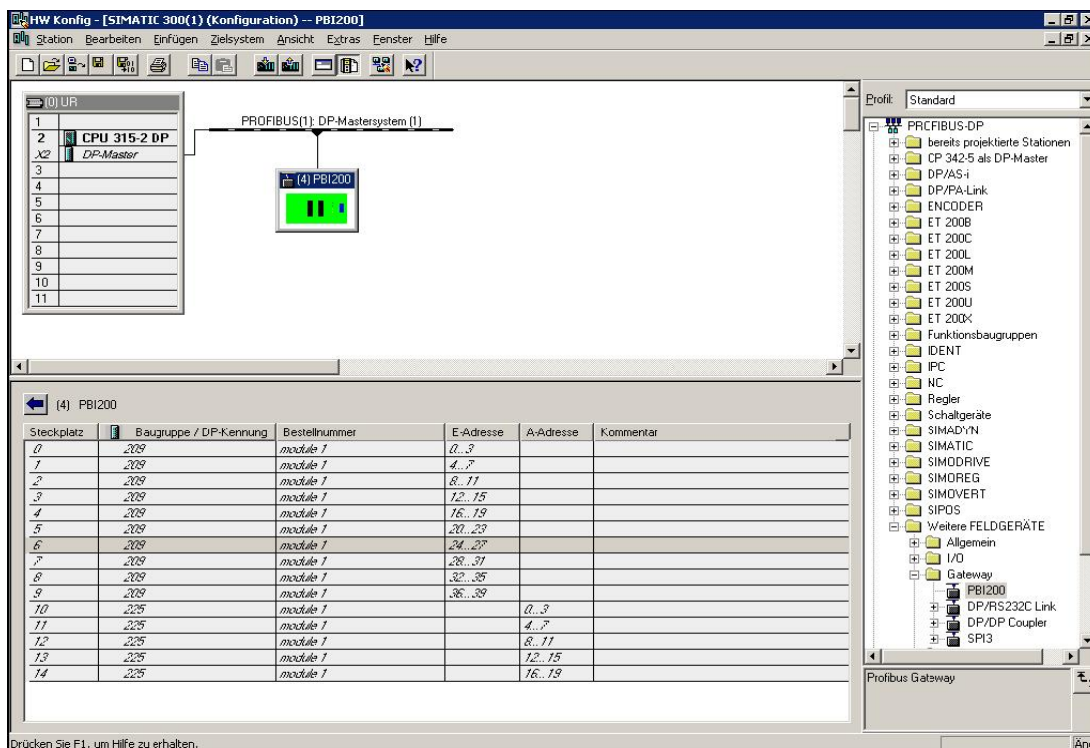 HW Konfig - [SIMATIC 300(1) (Konfiguration) -- PBI200]
Station Bearbeiten Einfügen Zielsystem Ansicht Extras Fenster Hilfe
(0) UR
1
2 CPU 315-2 DP
X2 DP-Master
3
4
5
6
7
8
9
10
11
PROFIBUS(1): DP-Mastersystem (1)
(4) PBI200
Profil: Standard
PROFIBUS-DP
bereits projektierte Stationen
CP 342-5 als DP-Master
DP/AS-i
DP/PA-Link
ENCODER
ET 200B
ET 200C
ET 200L
ET 200M
ET 200S
ET 200U
ET 200X
Funktionsbaugruppen
IDENT
IPC
NC
Regler
Schaltgeräte
SIMADYN
SIMATIC
SIMODRIVE
SIMOREG
SIMOVERT
SIPOS
Weitere FELDGERÄTE
Allgemein
I/O
Gateway
PBI200
DP/RS232C Link
DP/DP Coupler
SPI3
Profibus Gateway
(4) PBI200
Steckplatz Baugruppe / DP-Kennung Bestellnummer E-Adresse A-Adresse Kommentar
0 209 module 1 0...3
1 209 module 1 4...7
2 209 module 1 8...11
3 209 module 1 12...15
4 209 module 1 16...19
5 209 module 1 20...23
6 209 module 1 24...27
7 209 module 1 28...31
8 209 module 1 32...35
9 209 module 1 36...39
10 225 module 1 0...3
11 225 module 1 4...7
12 225 module 1 8...11
13 225 module 1 12...15
14 225 module 1 16...19
Drücken Sie F1, um Hilfe zu erhalten.